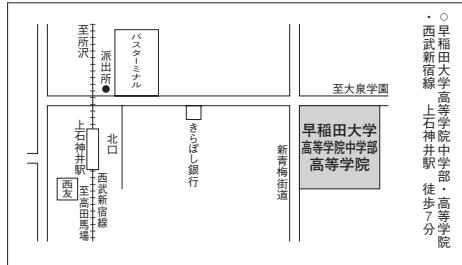 ○早稲田大学高等学院中学部・高等学院
・西武新宿線　上石神井駅　徒歩7分
至所沢
派出所
バスターミナル
至大泉学園
上石神井駅
北口
きらぼし銀行
新青梅街道
早稲田大学
高等学院中学部
高等学院
西友
西武新宿線
至高田馬場